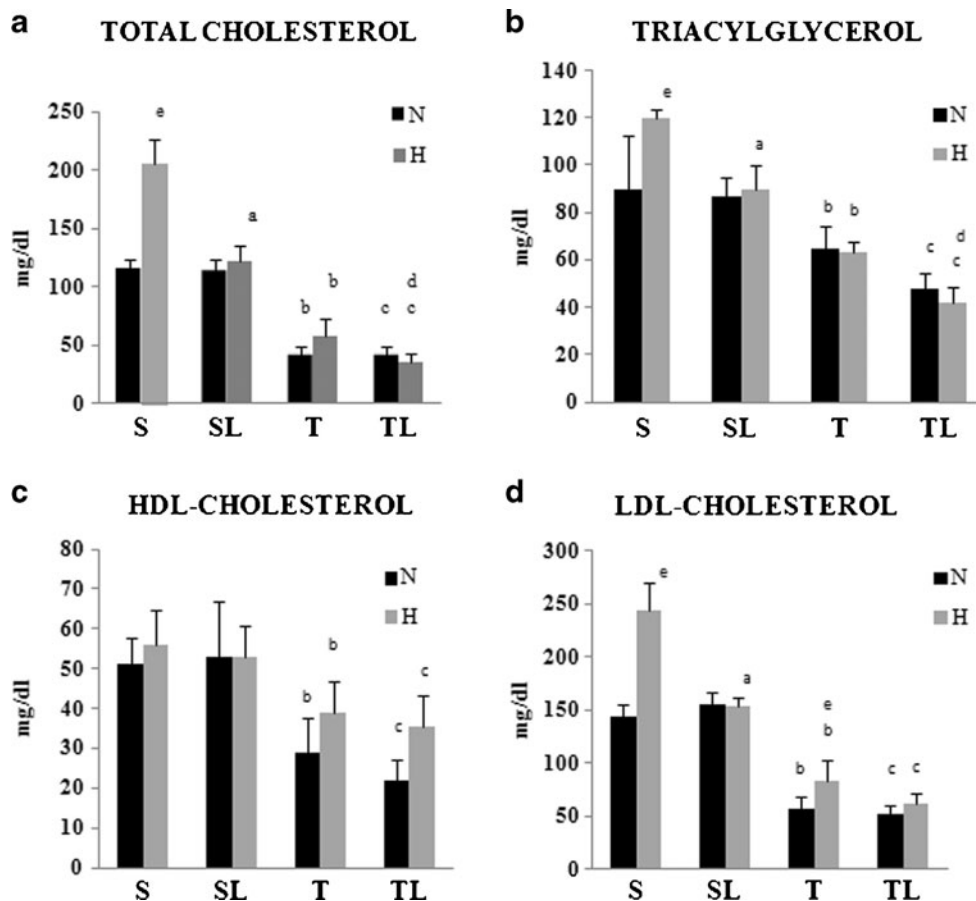 a
TOTAL CHOLESTEROL
250
200
150
100
50
0
mg/dl
N
H
e
a
b b
c
d
c
S SL T TL
b
TRIACYLGLYCEROL
140
120
100
80
60
40
20
0
mg/dl
N
H
e
a
b b
c
d
c
S SL T TL
c
HDL-CHOLESTEROL
80
70
60
50
40
30
20
10
0
mg/dl
N
H
b
b
c
c
S SL T TL
d
LDL-CHOLESTEROL
300
250
200
150
100
50
0
mg/dl
N
H
e
a
b
e
b
c c
S SL T TL